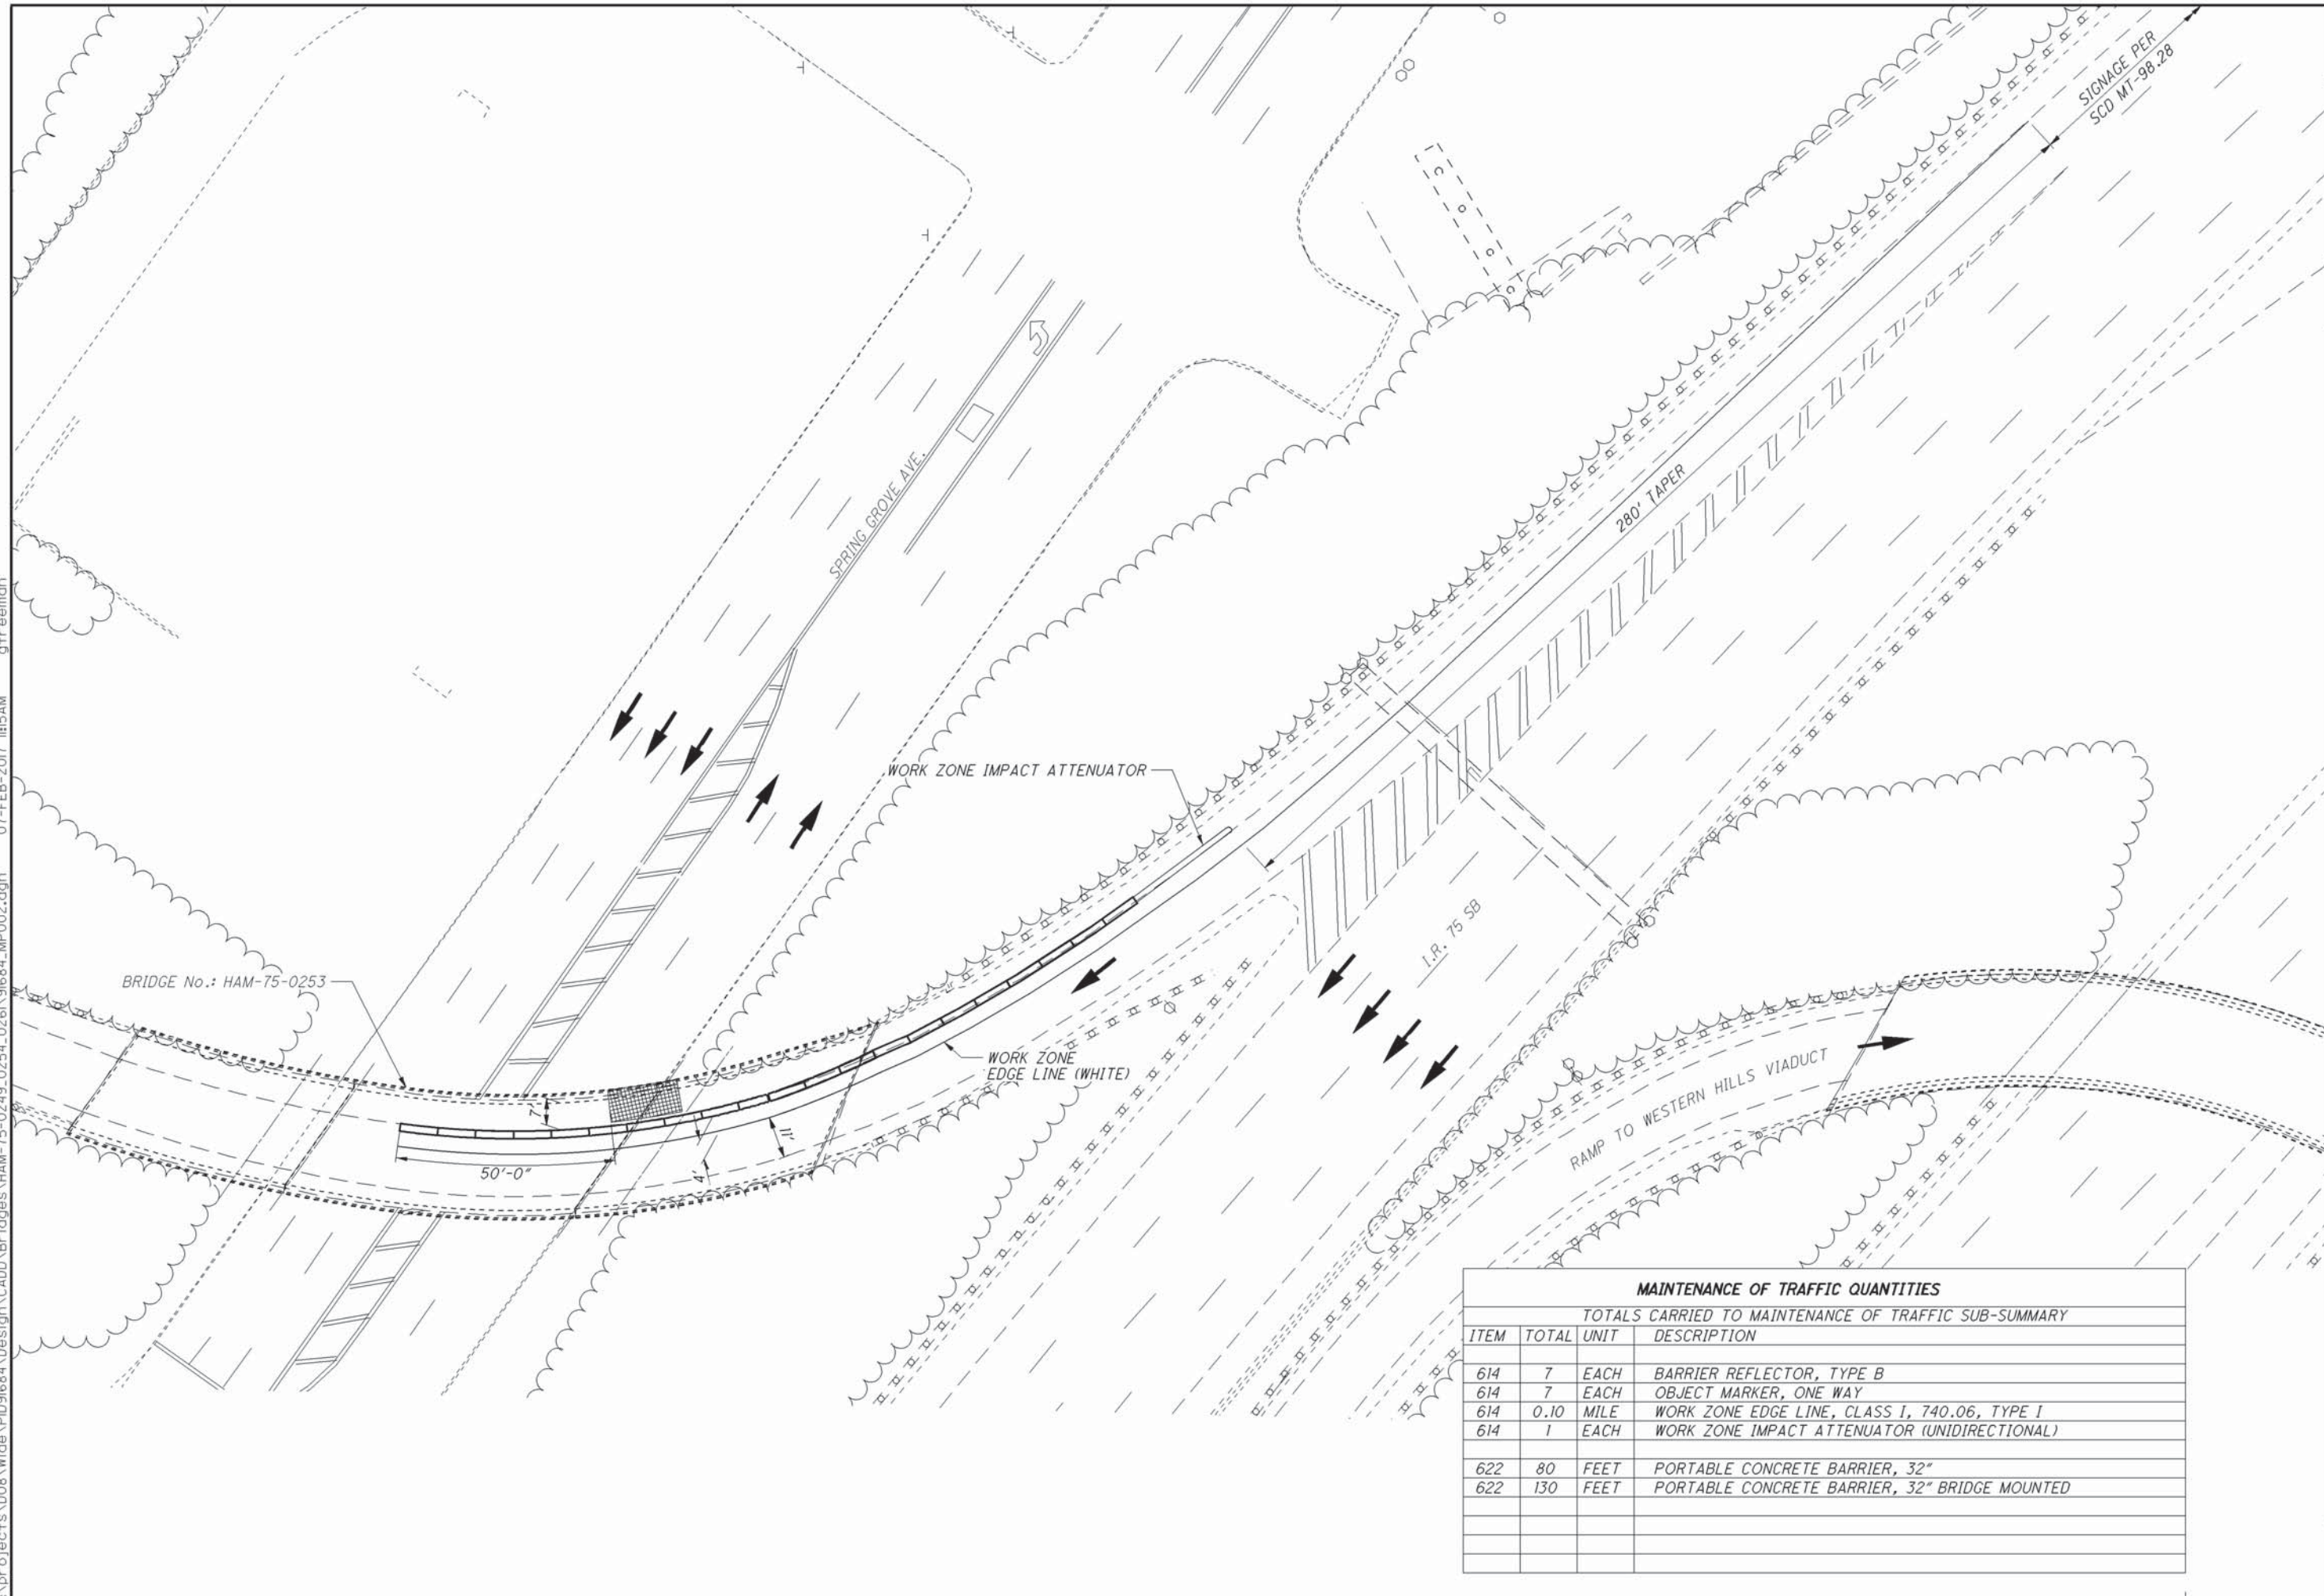 SIGNAGE PER
SCD MT-98.28
280' TAPER
SPRING GROVE AVE.
WORK ZONE IMPACT ATTENUATOR
I.R. 75 SB
BRIDGE No.: HAM-75-0253
WORK ZONE
EDGE LINE (WHITE)
7'
11'
4'
50'-0"
RAMP TO WESTERN HILLS VIADUCT
MAINTENANCE OF TRAFFIC QUANTITIES
TOTALS CARRIED TO MAINTENANCE OF TRAFFIC SUB-SUMMARY
ITEM TOTAL UNIT DESCRIPTION
614 7 EACH BARRIER REFLECTOR, TYPE B
614 7 EACH OBJECT MARKER, ONE WAY
614 0.10 MILE WORK ZONE EDGE LINE, CLASS I, 740.06, TYPE I
614 1 EACH WORK ZONE IMPACT ATTENUATOR (UNIDIRECTIONAL)
622 80 FEET PORTABLE CONCRETE BARRIER, 32"
622 130 FEET PORTABLE CONCRETE BARRIER, 32" BRIDGE MOUNTED